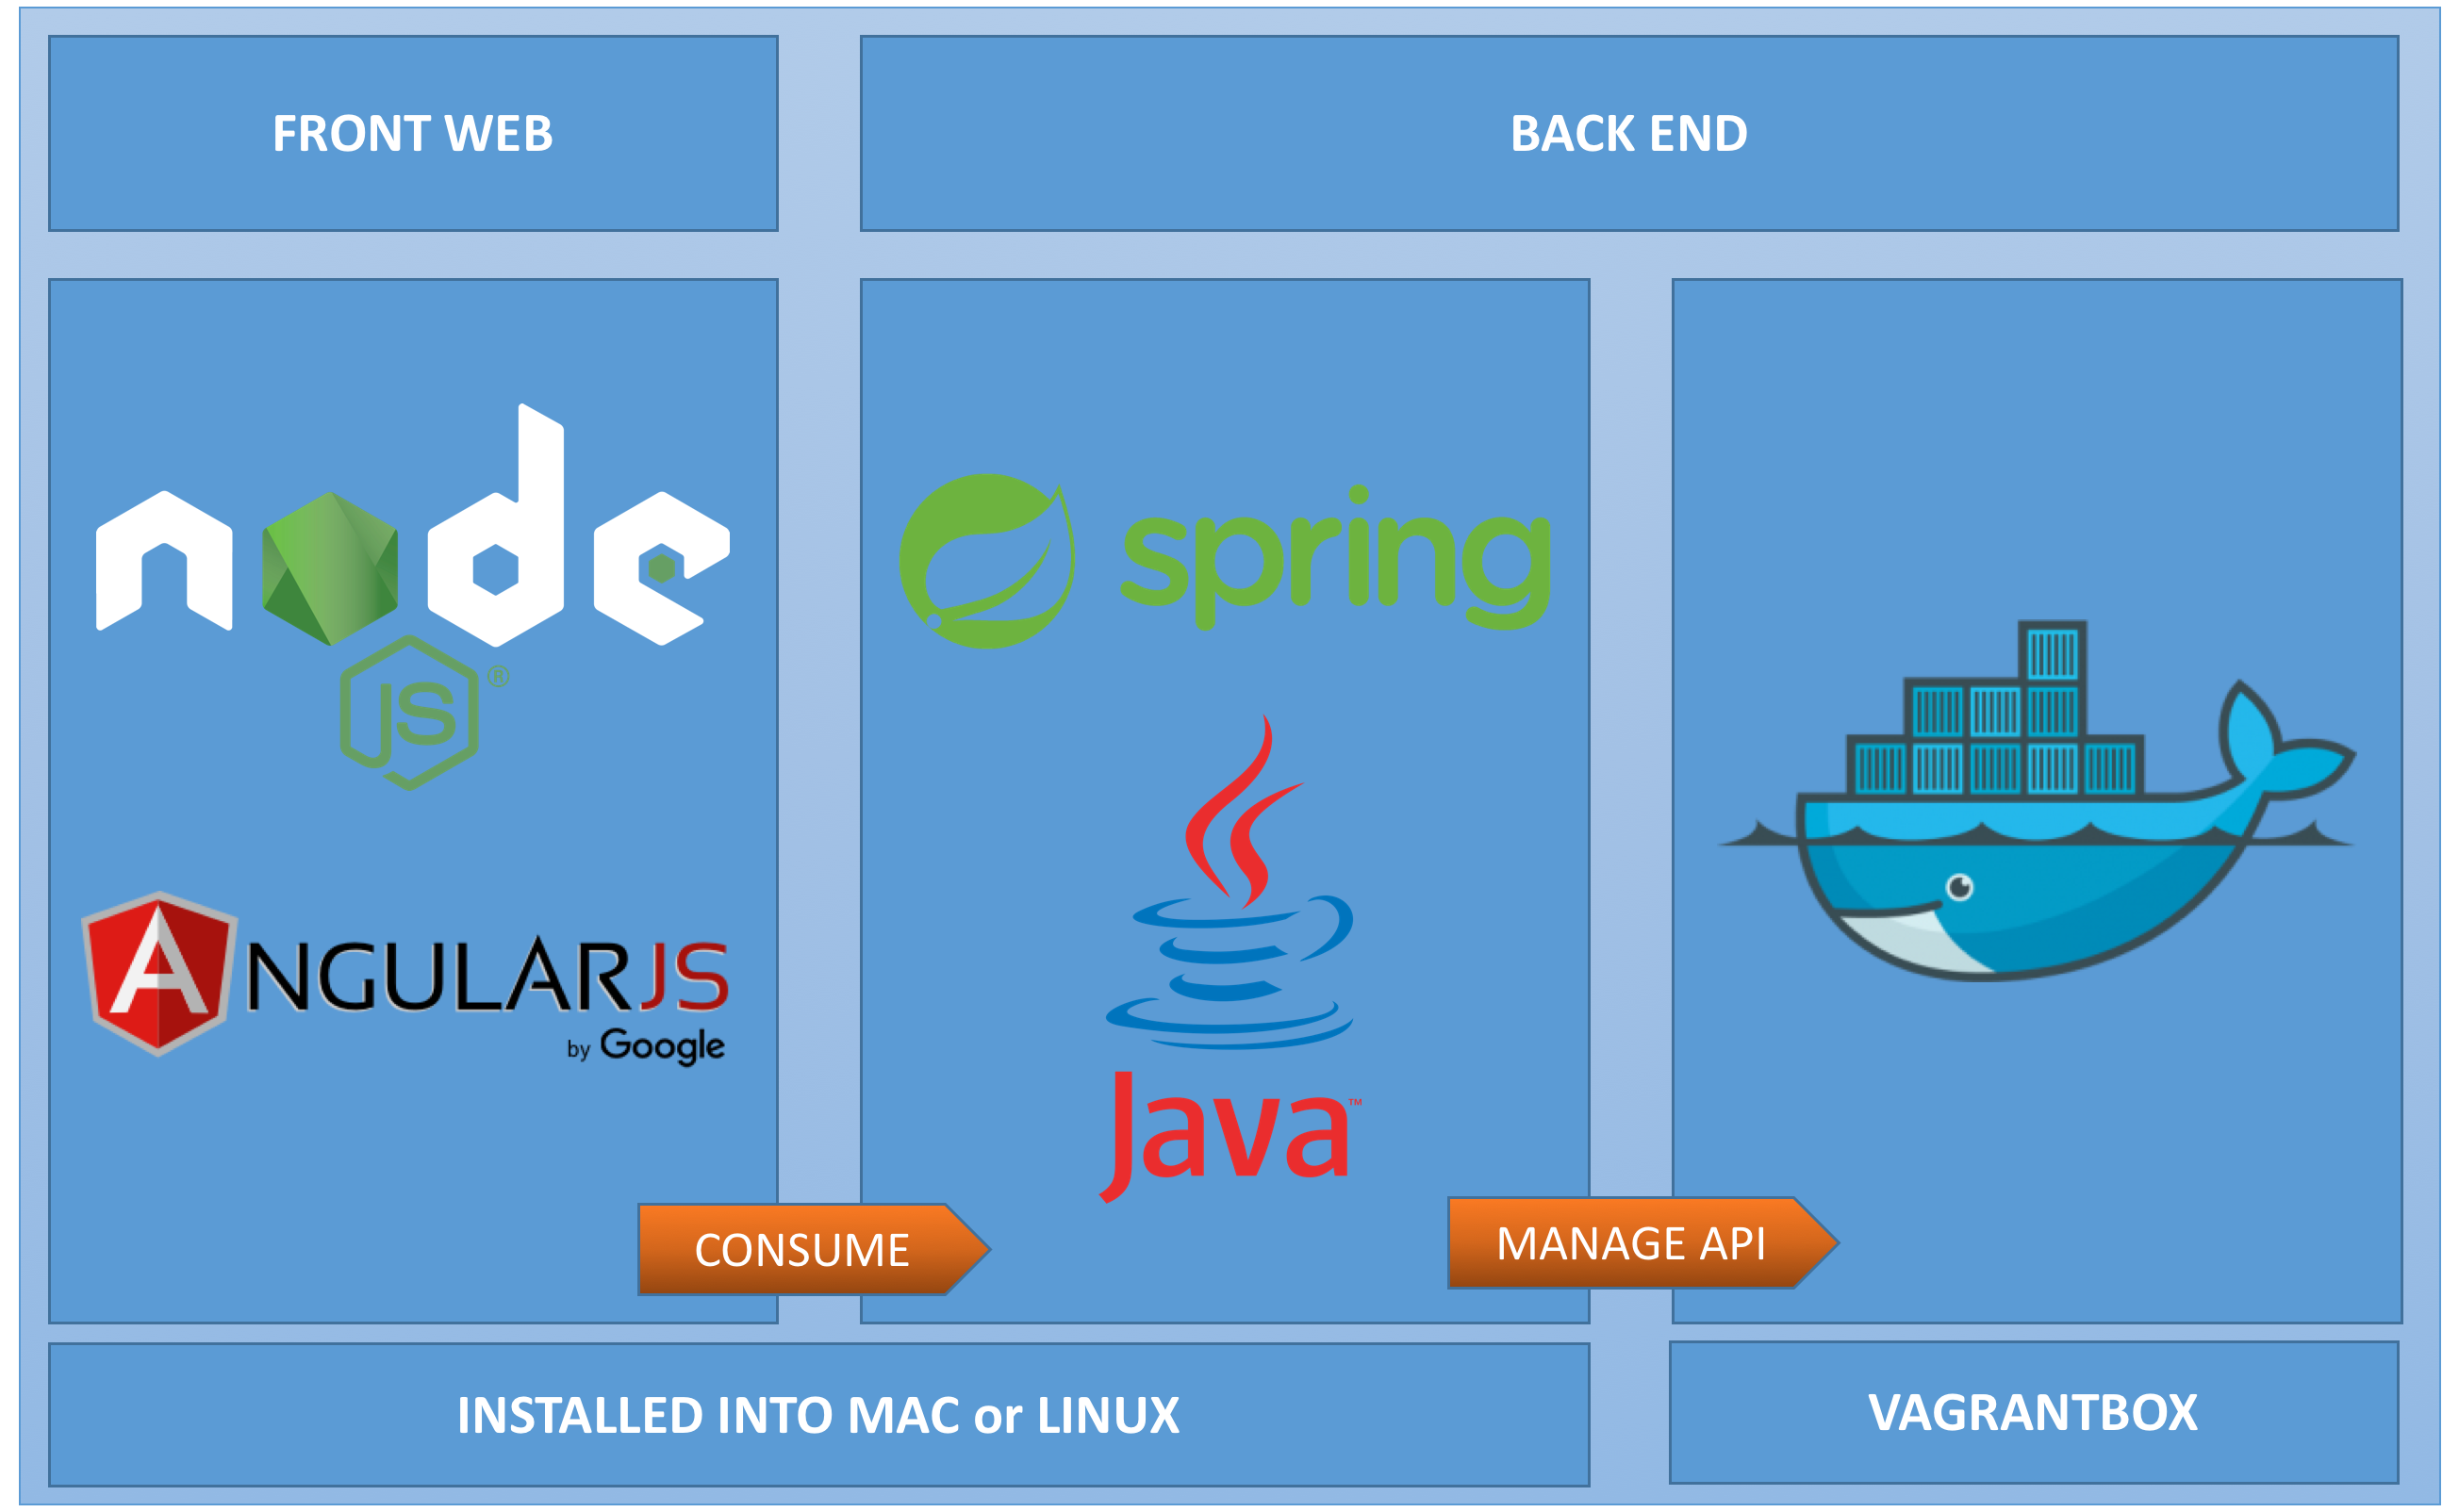 FRONT WEB
BACK END
node
JS®
ANGULARJS
by Google
spring
Java™
CONSUME
MANAGE API
INSTALLED INTO MAC or LINUX
VAGRANTBOX